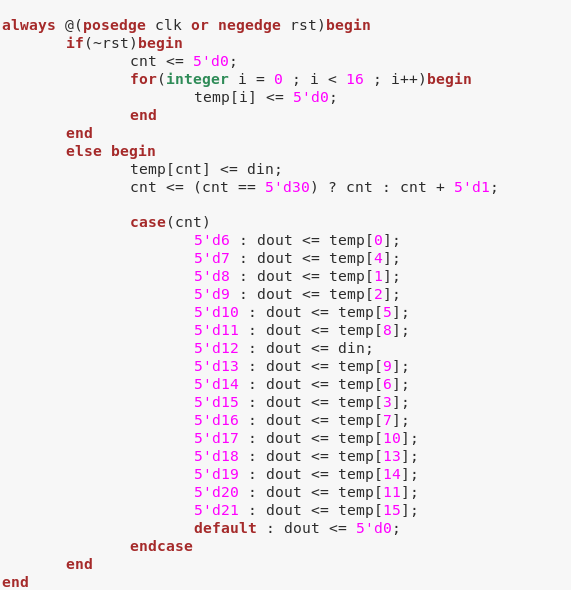 always @(posedge clk or negedge rst)begin
if(~rst)begin
cnt <= 5'd0;
for(integer i = 0 ; i < 16 ; i++)begin
temp[i] <= 5'd0;
end
end
else begin
temp[cnt] <= din;
cnt <= (cnt == 5'd30) ? cnt : cnt + 5'd1;
case(cnt)
5'd6 : dout <= temp[0];
5'd7 : dout <= temp[4];
5'd8 : dout <= temp[1];
5'd9 : dout <= temp[2];
5'd10 : dout <= temp[5];
5'd11 : dout <= temp[8];
5'd12 : dout <= din;
5'd13 : dout <= temp[9];
5'd14 : dout <= temp[6];
5'd15 : dout <= temp[3];
5'd16 : dout <= temp[7];
5'd17 : dout <= temp[10];
5'd18 : dout <= temp[13];
5'd19 : dout <= temp[14];
5'd20 : dout <= temp[11];
5'd21 : dout <= temp[15];
default : dout <= 5'd0;
endcase
end
end